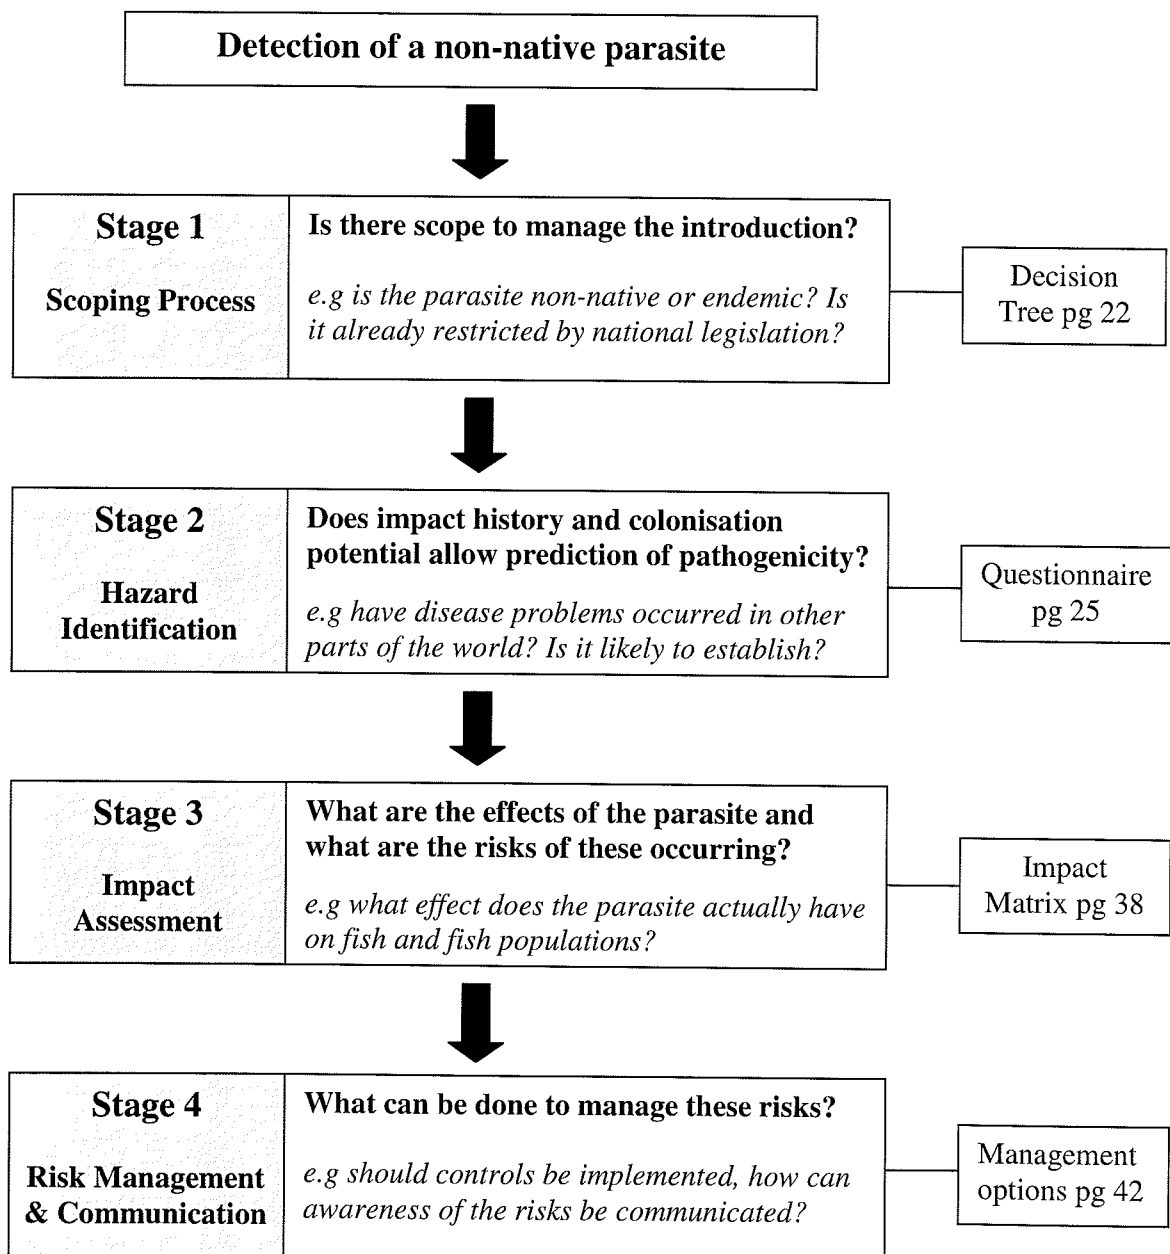 Detection of a non-native parasite
Stage 1
Scoping Process
Is there scope to manage the introduction?
e.g is the parasite non-native or endemic? Is
it already restricted by national legislation?
Decision
Tree pg 22
Stage 2
Hazard
Identification
Does impact history and colonisation
potential allow prediction of pathogenicity?
e.g have disease problems occurred in other
parts of the world? Is it likely to establish?
Questionnaire
pg 25
Stage 3
Impact
Assessment
What are the effects of the parasite and
what are the risks of these occurring?
e.g what effect does the parasite actually have
on fish and fish populations?
Impact
Matrix pg 38
Stage 4
Risk Management
& Communication
What can be done to manage these risks?
e.g should controls be implemented, how can
awareness of the risks be communicated?
Management
options pg 42